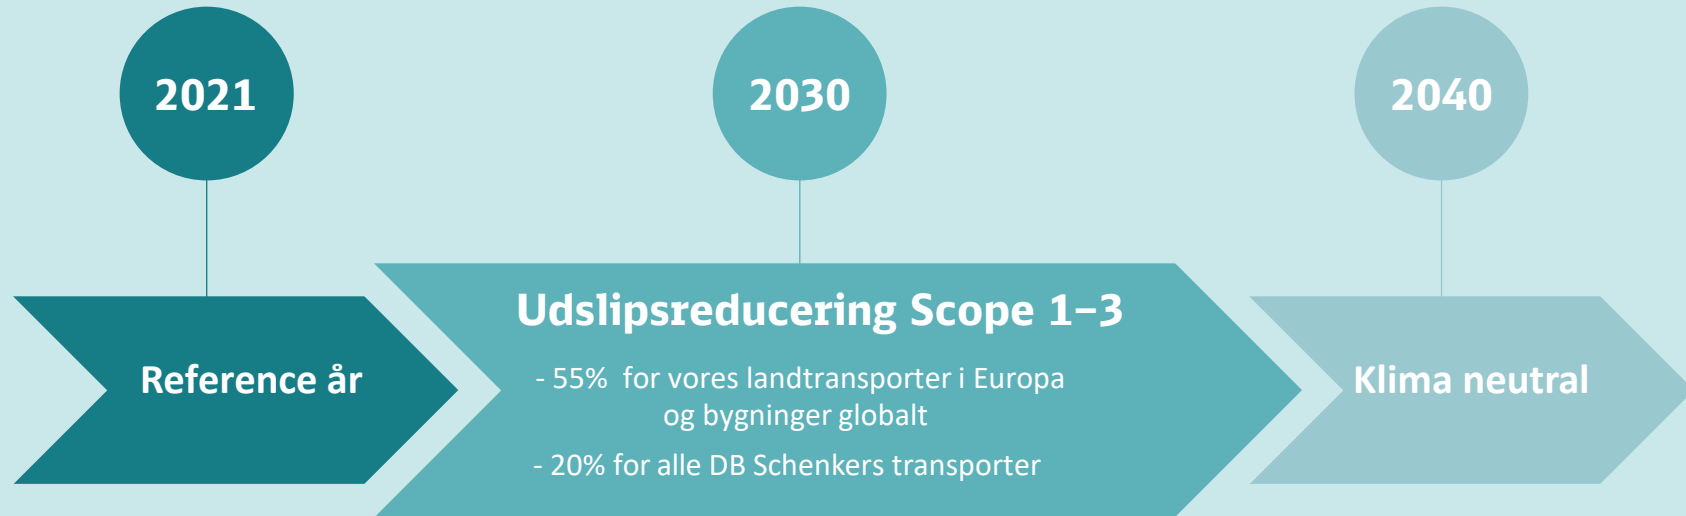 2021
2030
2040
Reference år
Udslipsreducering Scope 1–3
- 55% for vores landtransporter i Europa
og bygninger globalt
- 20% for alle DB Schenkers transporter
Klima neutral